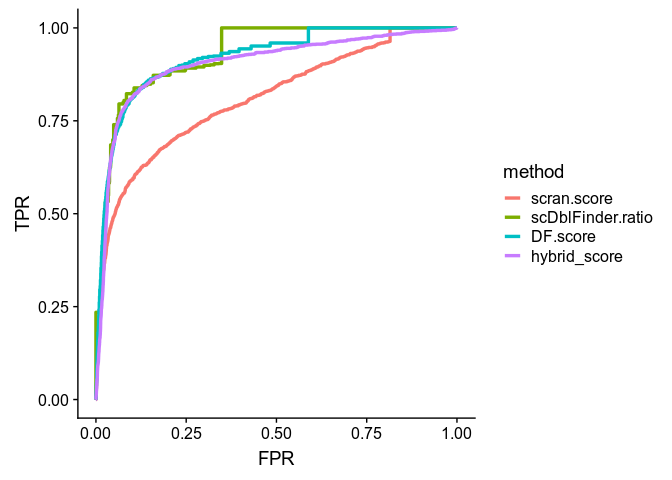 1.00
0.75
0.50
0.25
0.00
TPR
0.00 0.25 0.50 0.75 1.00
FPR
method
scran.score
scDblFinder.ratio
DF.score
hybrid_score